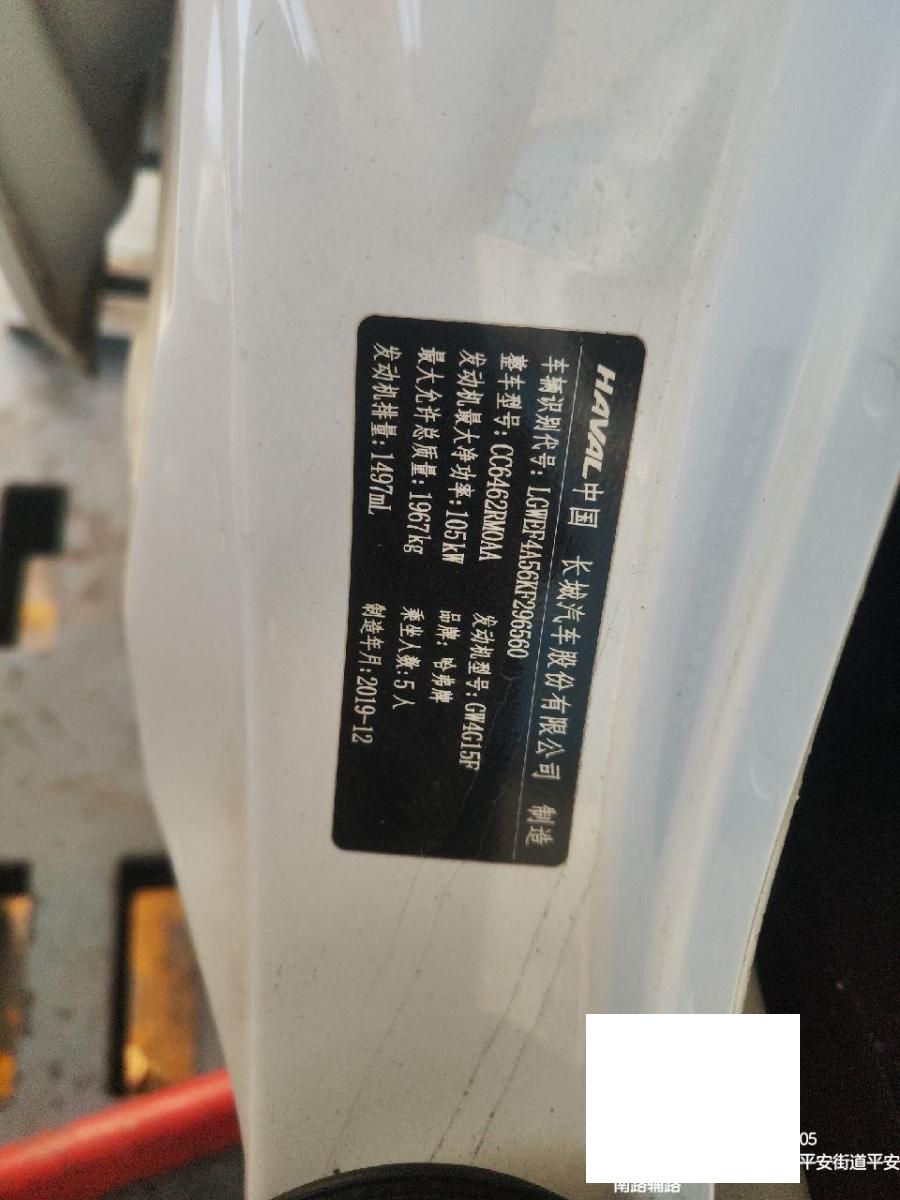 HAVAL 中国 长城汽车股份有限公司 制造
车辆识别代号:LGWEF4A56KF296560
整车型号:CC6462RM0AA 发动机型号:GW4G15F
发动机最大净功率:105kW 品牌:哈弗牌
最大允许总质量:1967kg 乘坐人数:5人
发动机排量:1497mL 制造年月:2019-12
05
平安街道平安
南路辅路